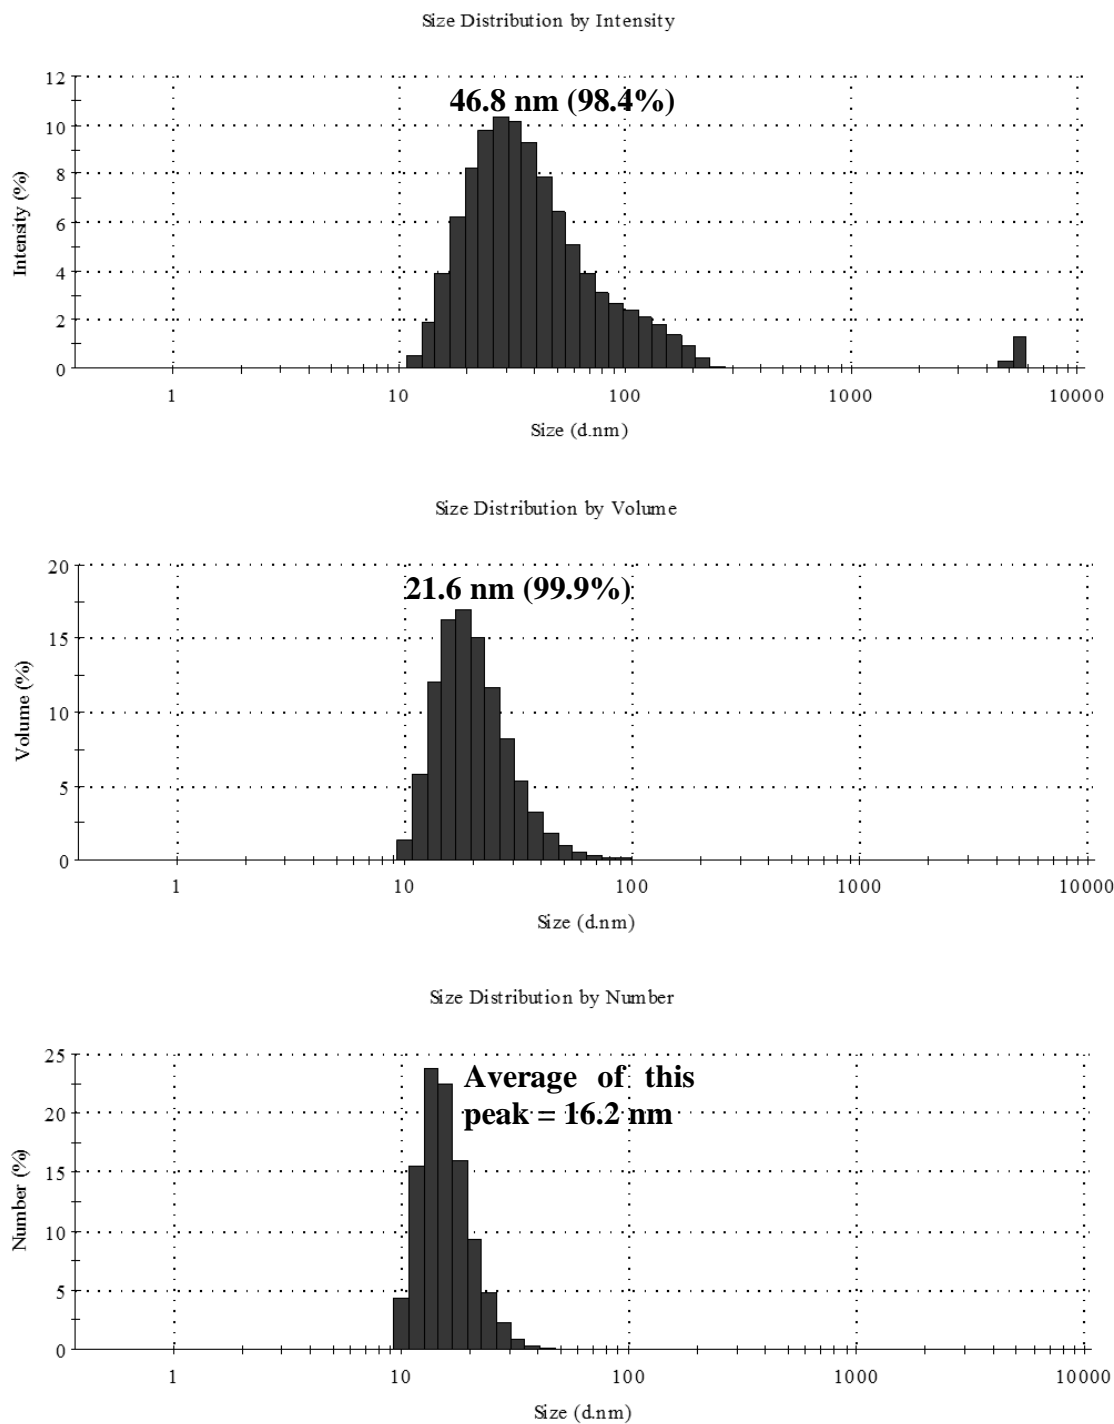 Size Distribution by Intensity
12
46.8 nm (98.4%)
10
8
6
4
2
0
Intensity (%)
1 10 100 1000 10000
Size (d.nm)
Size Distribution by Volume
20
21.6 nm (99.9%)
15
10
5
0
Volume (%)
1 10 100 1000 10000
Size (d.nm)
Size Distribution by Number
25
Average of this
peak = 16.2 nm
20
15
10
5
0
Number (%)
1 10 100 1000 10000
Size (d.nm)